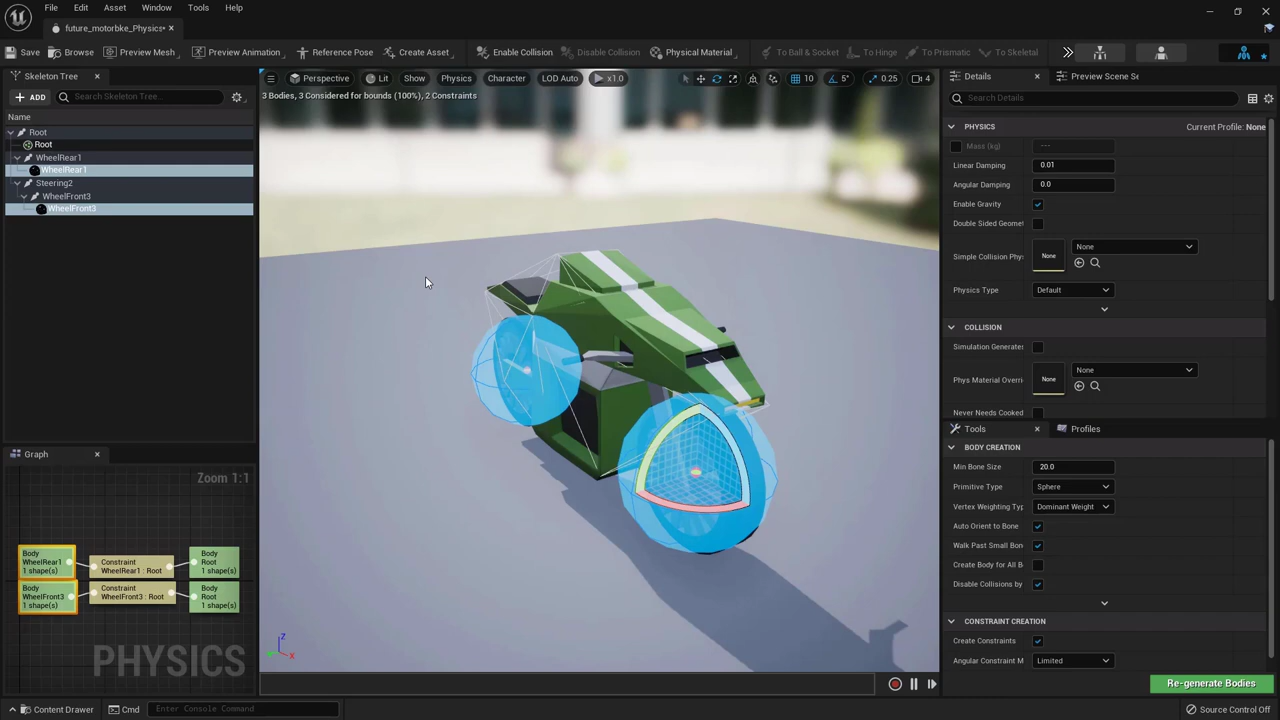 File Edit Asset Window Tools Help
future_motorbke_Physics•
Save Browse Preview Mesh Preview Animation Reference Pose Create Asset Enable Collision Disable Collision Physical Material To Ball & Socket To Hinge To Prismatic To Skeletal
Skeleton Tree
ADD Search Skeleton Tree...
Name
Root
Root
WheelRear1
WheelRear1
Steering2
WheelFront3
WheelFront3
Graph
Zoom 1:1
Body
WheelRear1
1 shape(s)
Constraint
WheelRear1 : Root
Body
Root
1 shape(s)
Body
WheelFront3
1 shape(s)
Constraint
WheelFront3 : Root
Body
Root
1 shape(s)
PHYSICS
Perspective Lit Show Physics Character LOD Auto x1.0 10 5° 0.25 4
3 Bodies, 3 Considered for bounds (100%), 2 Constraints
Z
X
Details Preview Scene Se
Search Details
PHYSICS Current Profile: None
Mass (kg) ---
Linear Damping 0.01
Angular Damping 0.0
Enable Gravity
Double Sided Geomet
Simple Collision Phys None None
Physics Type Default
COLLISION
Simulation Generates
Phys Material Overri None None
Never Needs Cooked
Tools Profiles
BODY CREATION
Min Bone Size 20.0
Primitive Type Sphere
Vertex Weighting Typ Dominant Weight
Auto Orient to Bone
Walk Past Small Bon
Create Body for All B
Disable Collisions by
CONSTRAINT CREATION
Create Constraints
Angular Constraint M Limited
Re-generate Bodies
Content Drawer Cmd Enter Console Command Source Control Off